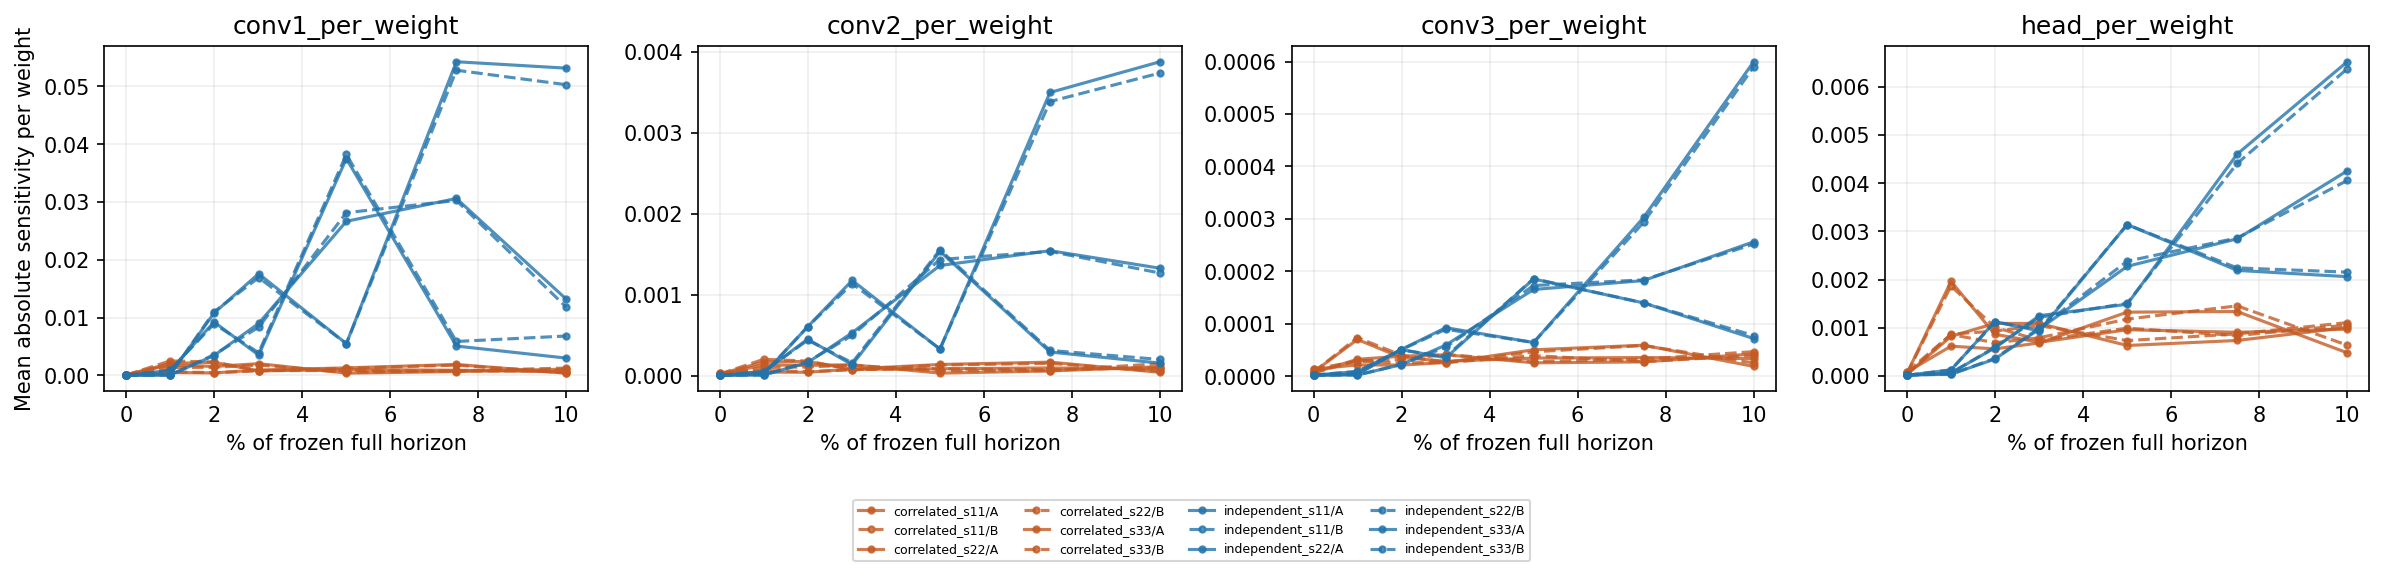 conv1_per_weight
conv2_per_weight
conv3_per_weight
head_per_weight
Mean absolute sensitivity per weight
0.05
0.04
0.03
0.02
0.01
0.00
0 2 4 6 8 10
% of frozen full horizon
0.004
0.003
0.002
0.001
0.000
0 2 4 6 8 10
% of frozen full horizon
0.0006
0.0005
0.0004
0.0003
0.0002
0.0001
0.0000
0 2 4 6 8 10
% of frozen full horizon
0.006
0.005
0.004
0.003
0.002
0.001
0.000
0 2 4 6 8 10
% of frozen full horizon
correlated_s11/A
correlated_s11/B
correlated_s22/A
correlated_s22/B
correlated_s33/A
correlated_s33/B
independent_s11/A
independent_s11/B
independent_s22/A
independent_s22/B
independent_s33/A
independent_s33/B